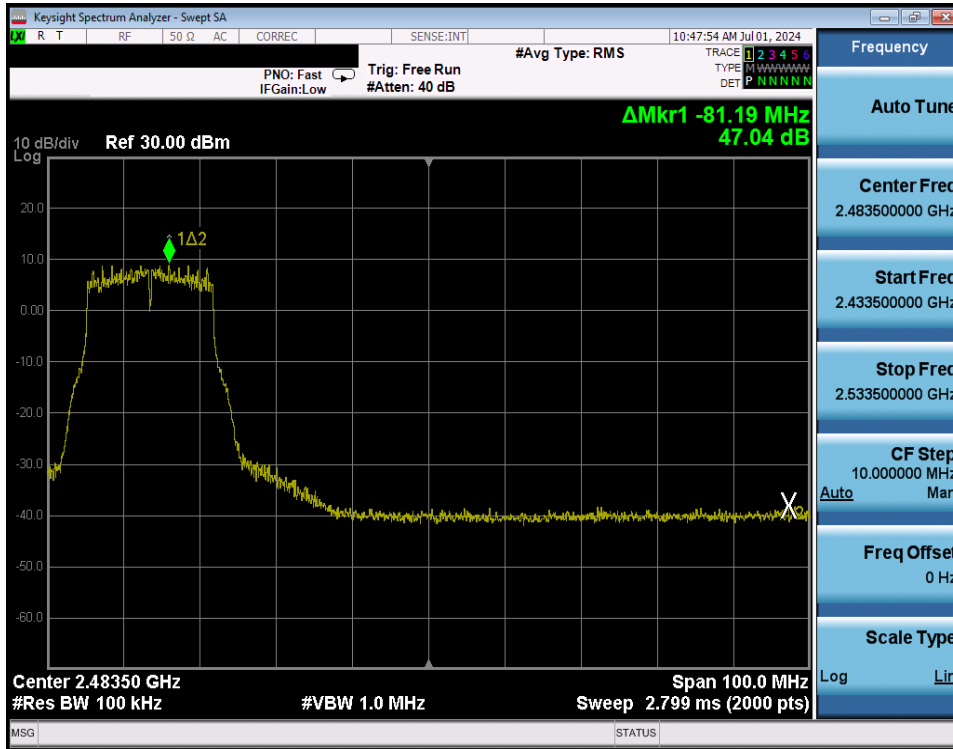 Keysight Spectrum Analyzer - Swept SA
LXI R T RF 50 Ω AC CORREC SENSE:INT 10:47:54 AM Jul 01, 2024
#Avg Type: RMS TRACE 1 2 3 4 5 6
PNO: Fast Trig: Free Run TYPE M W W W W W
IFGain:Low #Atten: 40 dB DET P N N N N N
ΔMkr1 -81.19 MHz
47.04 dB
10 dB/div Ref 30.00 dBm
Log
20.0
1Δ2
10.0
0.00
-10.0
-20.0
-30.0
-40.0
X2
-50.0
-60.0
Center 2.48350 GHz Span 100.0 MHz
#Res BW 100 kHz #VBW 1.0 MHz Sweep 2.799 ms (2000 pts)
MSG STATUS
Frequency
Auto Tune
Center Freq
2.483500000 GHz
Start Freq
2.433500000 GHz
Stop Freq
2.533500000 GHz
CF Step
10.000000 MHz
Auto Man
Freq Offset
0 Hz
Scale Type
Log Lin